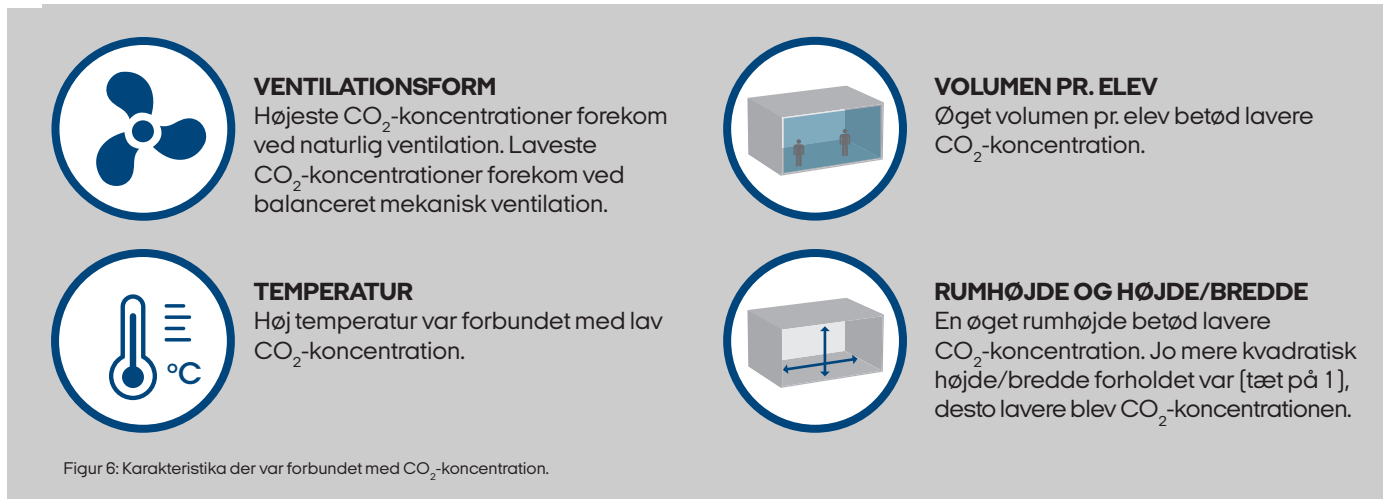 VENTILATIONSFORM
Højeste CO₂-koncentrationer forekom
ved naturlig ventilation. Laveste
CO₂-koncentrationer forekom ved
balanceret mekanisk ventilation.
VOLUMEN PR. ELEV
Øget volumen pr. elev betød lavere
CO₂-koncentration.
TEMPERATUR
Høj temperatur var forbundet med lav
CO₂-koncentration.
°C
RUMHØJDE OG HØJDE/BREDDE
En øget rumhøjde betød lavere
CO₂-koncentration. Jo mere kvadratisk
højde/bredde forholdet var (tæt på 1),
desto lavere blev CO₂-koncentrationen.
Figur 6: Karakteristika der var forbundet med CO₂-koncentration.